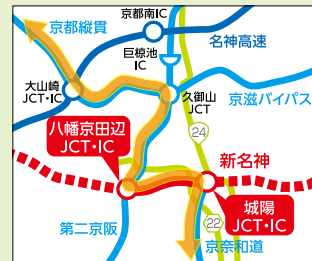 京都縦貫
京都南IC
名神高速
巨椋池
IC
大山崎
JCT・IC
久御山
JCT
京滋バイパス
24
八幡京田辺
JCT・IC
新名神
城陽
JCT・IC
第二京阪
22
京奈和道